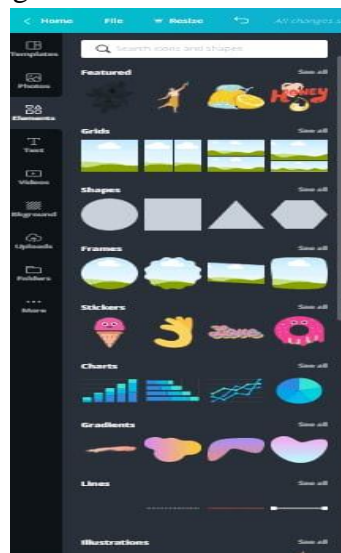 < Home File Resize All changes s
Search icons and shapes
Templates
Photos
Elements
Text
Videos
Bkground
Uploads
Folders
More
Featured See all
HONEY
Grids See all
Shapes See all
Frames See all
Stickers See all
Love
Charts See all
Gradients See all
Lines See all
Illustrations See all